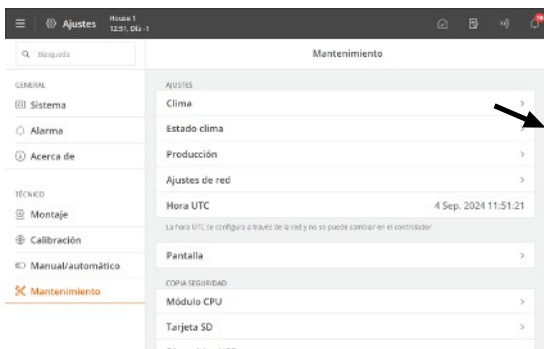 Ajustes
House 1
12:51, Día -1
Búsqueda
Mantenimiento
GENERAL
Sistema
Alarma
Acerca de
TÉCNICO
Montaje
Calibración
Manual/automático
Mantenimiento
AJUSTES
Clima
Estado clima
Producción
Ajustes de red
Hora UTC 4 Sep. 2024 11:51:21
La hora UTC se configura a través de la red y no se puede cambiar en el controlador
Pantalla
COPIA SEGURIDAD
Módulo CPU
Tarjeta SD